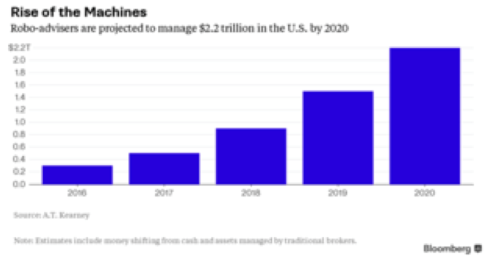 Rise of the Machines
Robo-advisers are projected to manage $2.2 trillion in the U.S. by 2020
$2.2T
2.0
1.8
1.6
1.4
1.2
1.0
0.8
0.6
0.4
0.2
0.0
2016 2017 2018 2019 2020
Source: A.T. Kearney
Note: Estimates include money shifting from cash and assets managed by traditional brokers.
Bloomberg